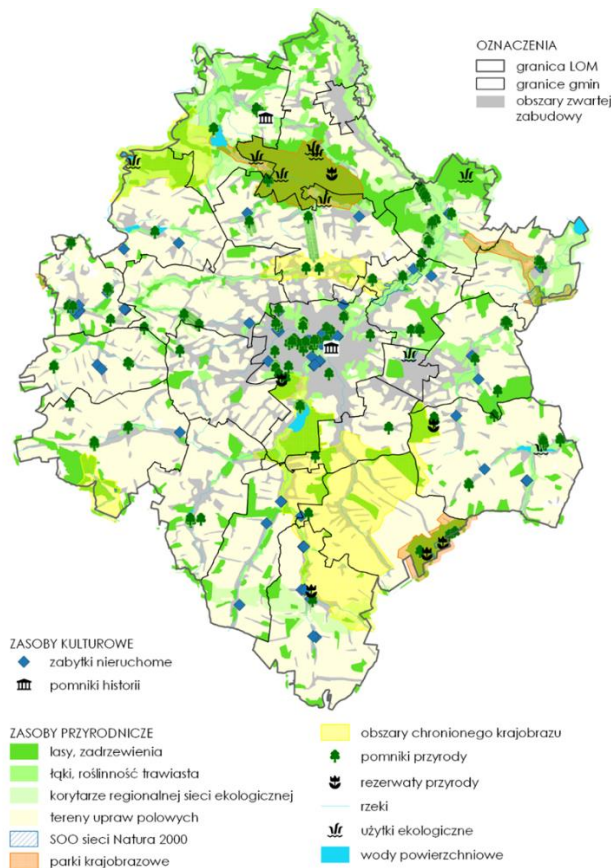 OZNACZENIA
granica LOM
granice gmin
obszary zwartej
zabudowy
ZASOBY KULTUROWE
zabytki nieruchome
pomniki historii
ZASOBY PRZYRODNICZE
lasy, zadrzewienia
łąki, roślinność trawiasta
korytarze regionalnej sieci ekologicznej
tereny upraw polowych
SOO sieci Natura 2000
parki krajobrazowe
obszary chronionego krajobrazu
pomniki przyrody
rezerwaty przyrody
rzeki
użytki ekologiczne
wody powierzchniowe